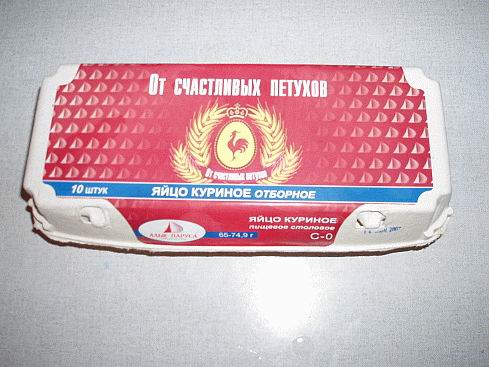 От счастливых петухов
От счастливых петухов
10 штук
ЯЙЦО КУРИНОЕ ОТБОРНОЕ
АЛЫЕ ПАРУСА
65-74,9 г
ЯЙЦО КУРИНОЕ
пищевое столовое
С-0
2007